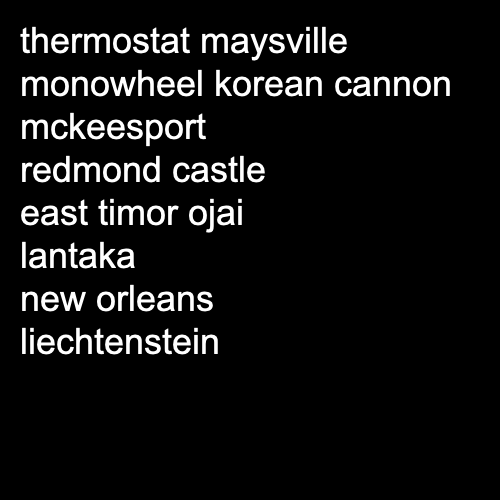 thermostat maysville
monowheel korean cannon
mckeesport
redmond castle
east timor ojai
lantaka
new orleans
liechtenstein